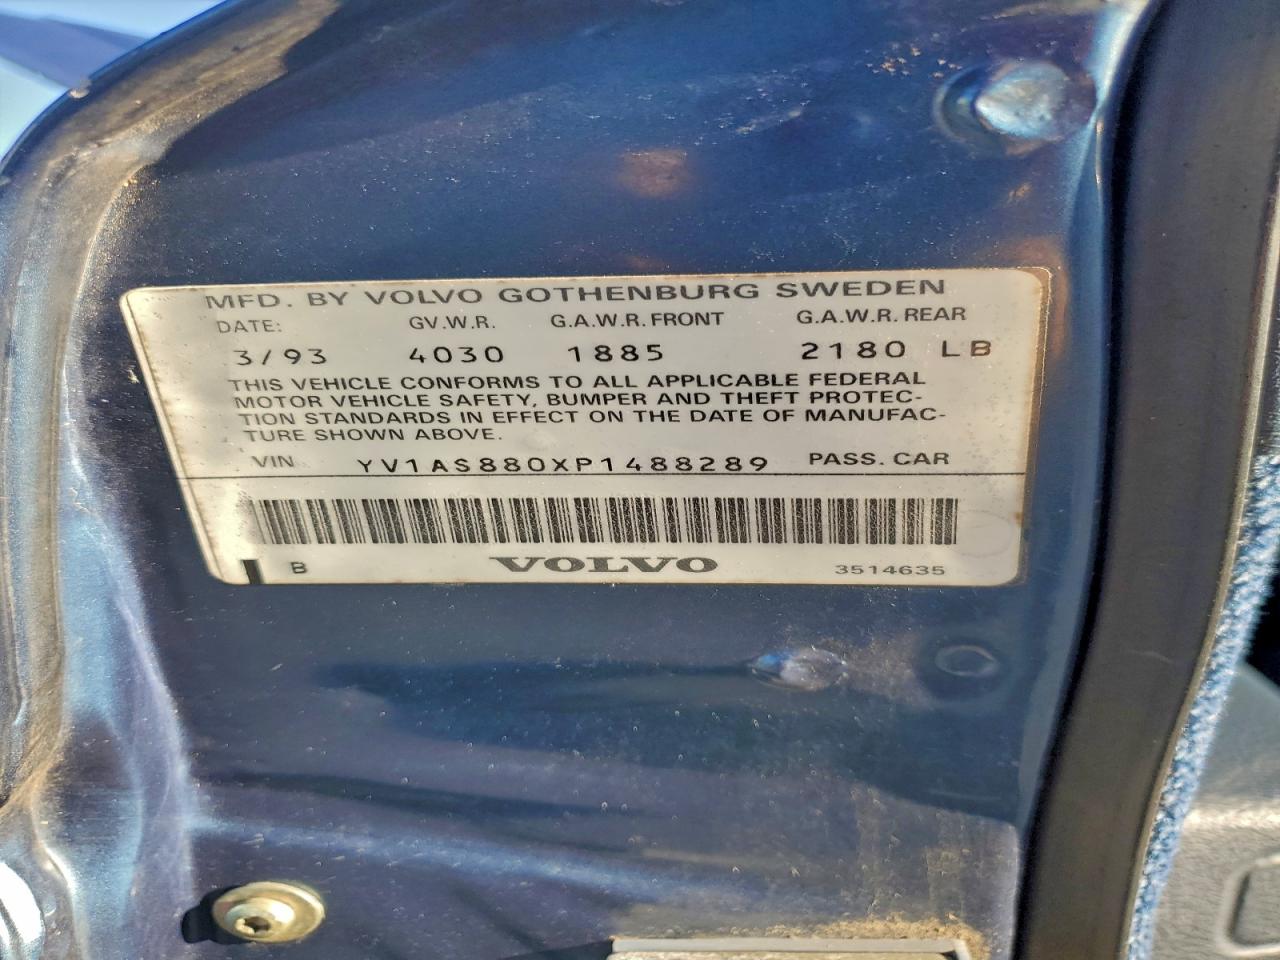 MFD. BY VOLVO GOTHENBURG SWEDEN
DATE: GV.W.R. G.A.W.R. FRONT G.A.W.R. REAR
3/93 4030 1885 2180 LB
THIS VEHICLE CONFORMS TO ALL APPLICABLE FEDERAL
MOTOR VEHICLE SAFETY, BUMPER AND THEFT PROTEC-
TION STANDARDS IN EFFECT ON THE DATE OF MANUFAC-
TURE SHOWN ABOVE.
VIN YV1AS880XP1488289 PASS. CAR
B VOLVO 3514635